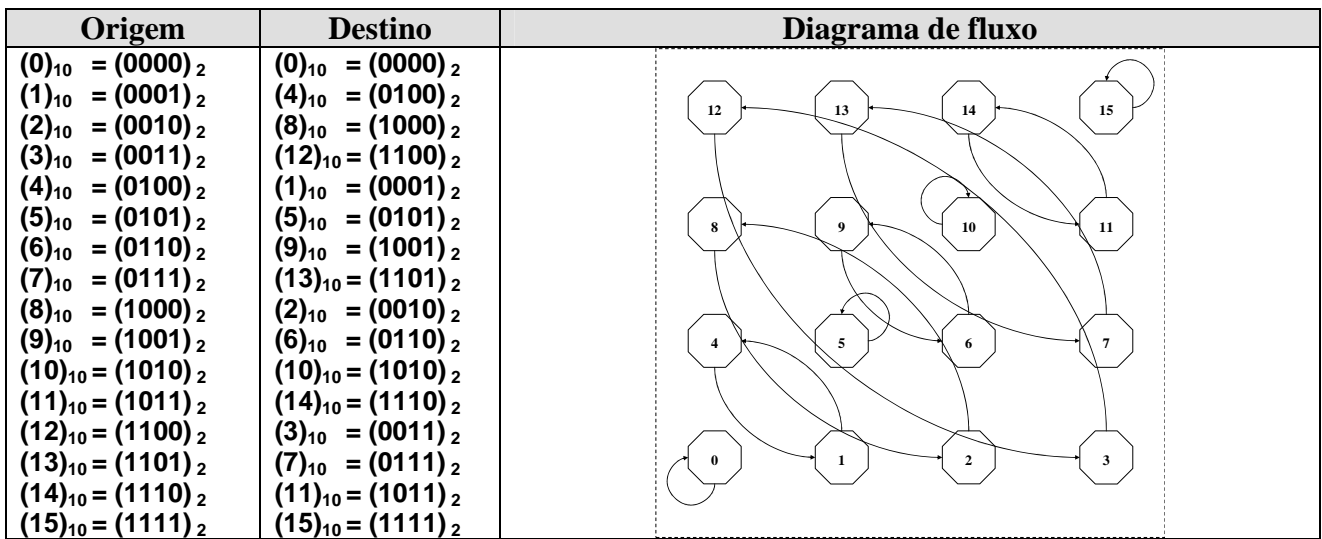 Origem Destino Diagrama de fluxo
(0)₁₀ = (0000) ₂ (0)₁₀ = (0000) ₂
(1)₁₀ = (0001) ₂ (4)₁₀ = (0100) ₂
(2)₁₀ = (0010) ₂ (8)₁₀ = (1000) ₂
(3)₁₀ = (0011) ₂ (12)₁₀ = (1100) ₂
(4)₁₀ = (0100) ₂ (1)₁₀ = (0001) ₂
(5)₁₀ = (0101) ₂ (5)₁₀ = (0101) ₂
(6)₁₀ = (0110) ₂ (9)₁₀ = (1001) ₂
(7)₁₀ = (0111) ₂ (13)₁₀ = (1101) ₂
(8)₁₀ = (1000) ₂ (2)₁₀ = (0010) ₂
(9)₁₀ = (1001) ₂ (6)₁₀ = (0110) ₂
(10)₁₀ = (1010) ₂ (10)₁₀ = (1010) ₂
(11)₁₀ = (1011) ₂ (14)₁₀ = (1110) ₂
(12)₁₀ = (1100) ₂ (3)₁₀ = (0011) ₂
(13)₁₀ = (1101) ₂ (7)₁₀ = (0111) ₂
(14)₁₀ = (1110) ₂ (11)₁₀ = (1011) ₂
(15)₁₀ = (1111) ₂ (15)₁₀ = (1111) ₂
12 13 14 15
8 9 10 11
4 5 6 7
0 1 2 3